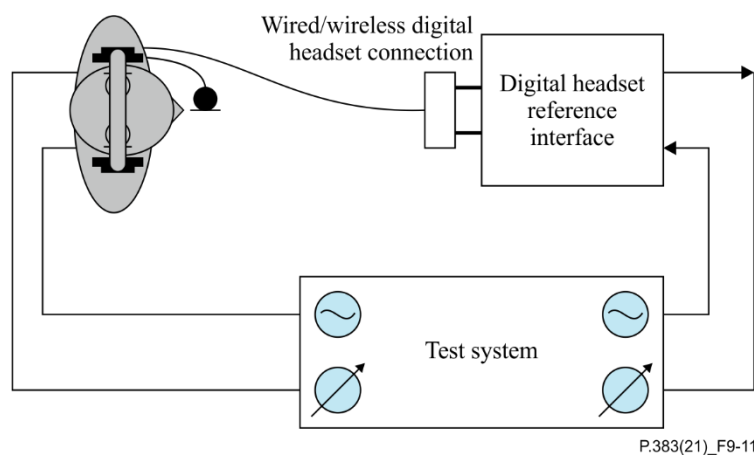 Wired/wireless digital
headset connection
Digital headset
reference
interface
Test system
P.383(21)_F9-11